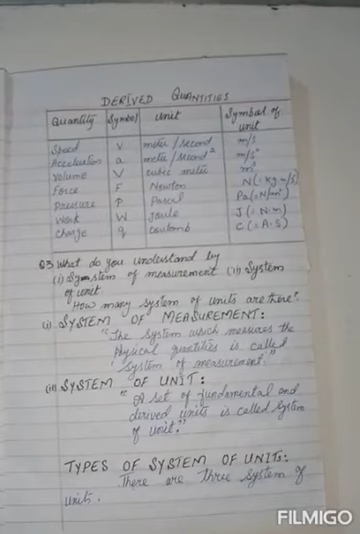 DERIVED QUANTITIES
Quantity Symbol Unit Symbol of unit
Speed V meter/second m/s
Acceleration a meter/second² m/s²
Volume V cubic meter m³
Force F Newton N(=Kg m/s)
Pressure P Pascal Pa(=N/m²)
Work W Joule J(=N·m)
Charge q coulomb C(=A·S)
Q3 What do you understand by
(i) System of measurement (ii) System
of unit
How many system of units are there?
(i) SYSTEM OF MEASUREMENT:
"The system which measures the
physical quantities is called
system of measurement."
(ii) SYSTEM OF UNIT:
"A set of fundamental and
derived units is called system
of unit."
TYPES OF SYSTEM OF UNITS:
There are three system of
units.
FILMIGO